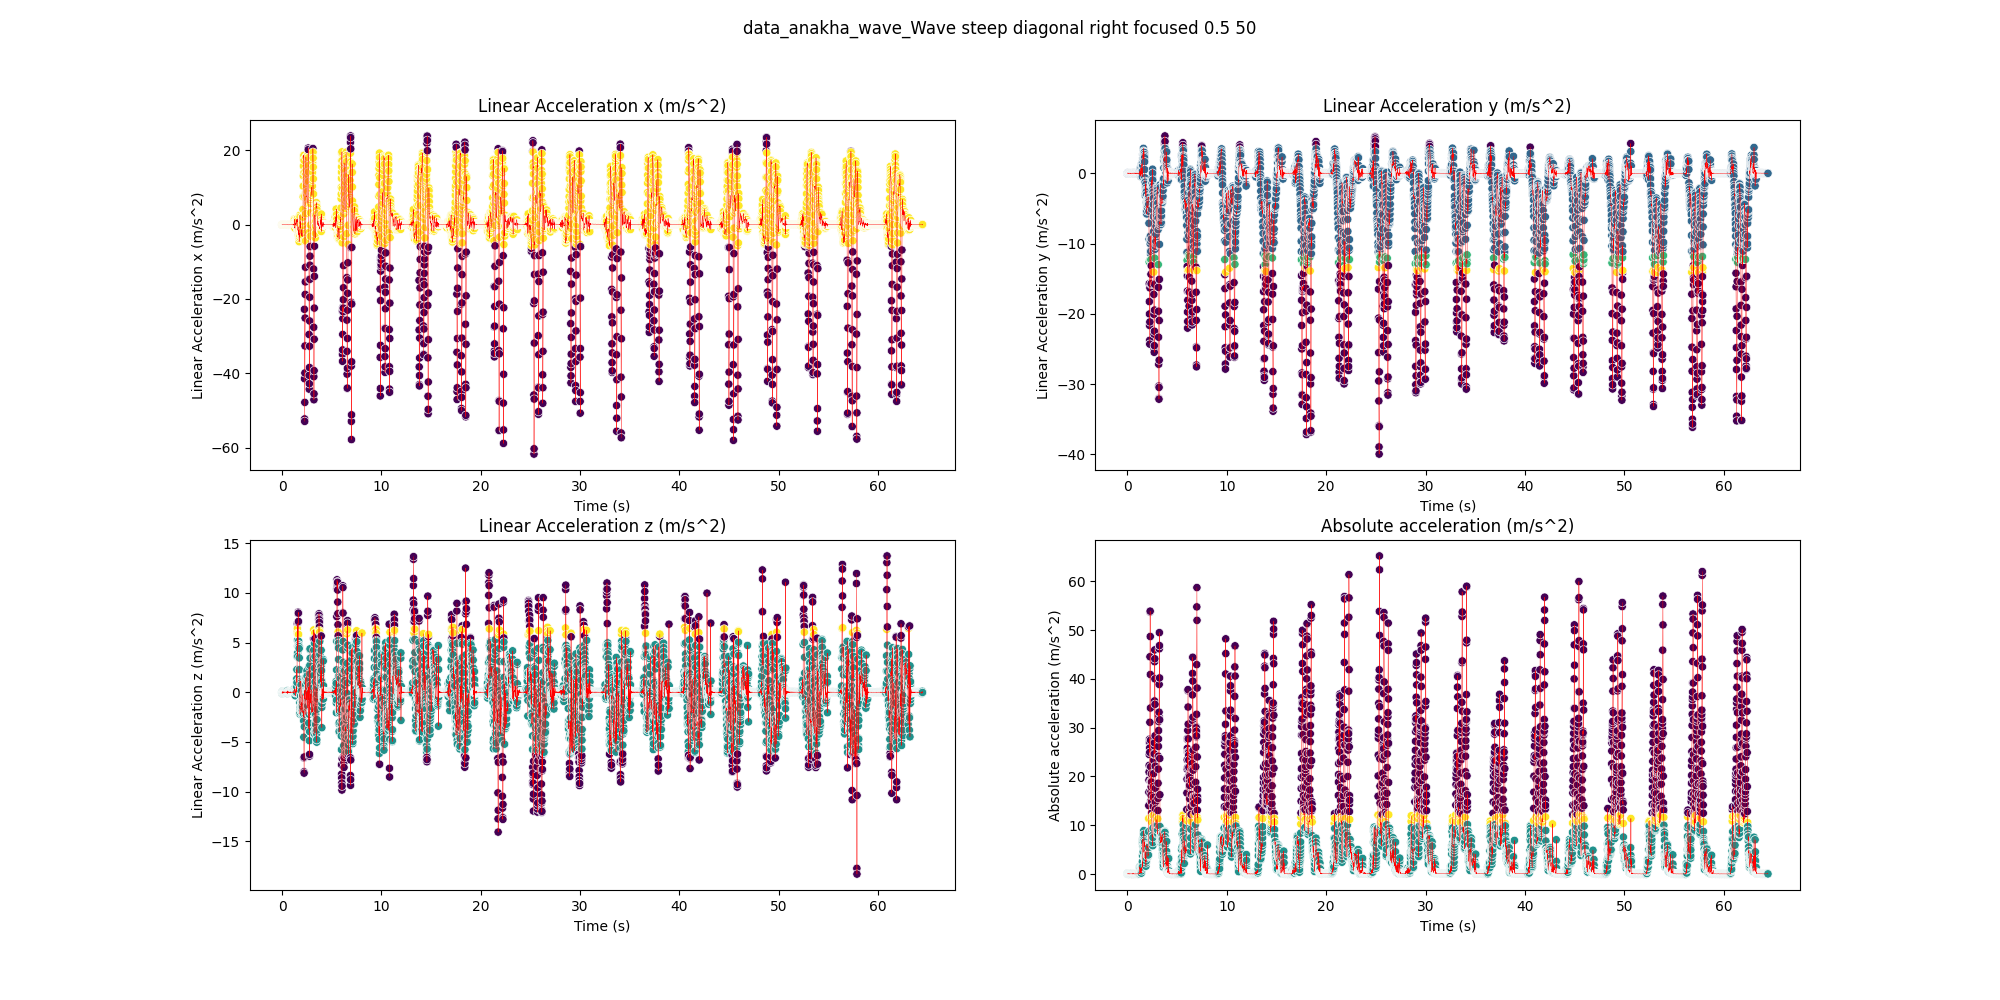 data_anakha_wave_Wave steep diagonal right focused 0.5 50
Linear Acceleration x (m/s^2)
Linear Acceleration x (m/s^2)
20
0
−20
−40
−60
0 10 20 30 40 50 60
Time (s)
Linear Acceleration y (m/s^2)
Linear Acceleration y (m/s^2)
0
−10
−20
−30
−40
0 10 20 30 40 50 60
Time (s)
Linear Acceleration z (m/s^2)
Linear Acceleration z (m/s^2)
15
10
5
0
−5
−10
−15
0 10 20 30 40 50 60
Time (s)
Absolute acceleration (m/s^2)
Absolute acceleration (m/s^2)
60
50
40
30
20
10
0
0 10 20 30 40 50 60
Time (s)